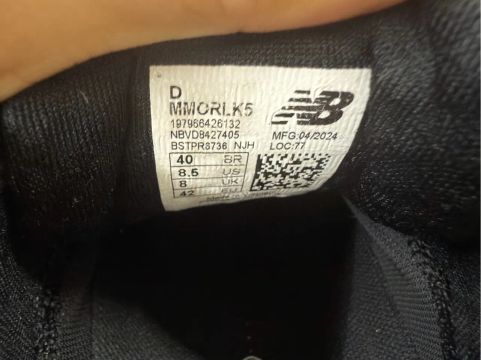 D
MMORLK5
197966426132
NBVD8427405
BSTPR8736 NJH
40 BR
8.5 US
8 UK
42 EU
NB
MFG:04/2024
LOC:77